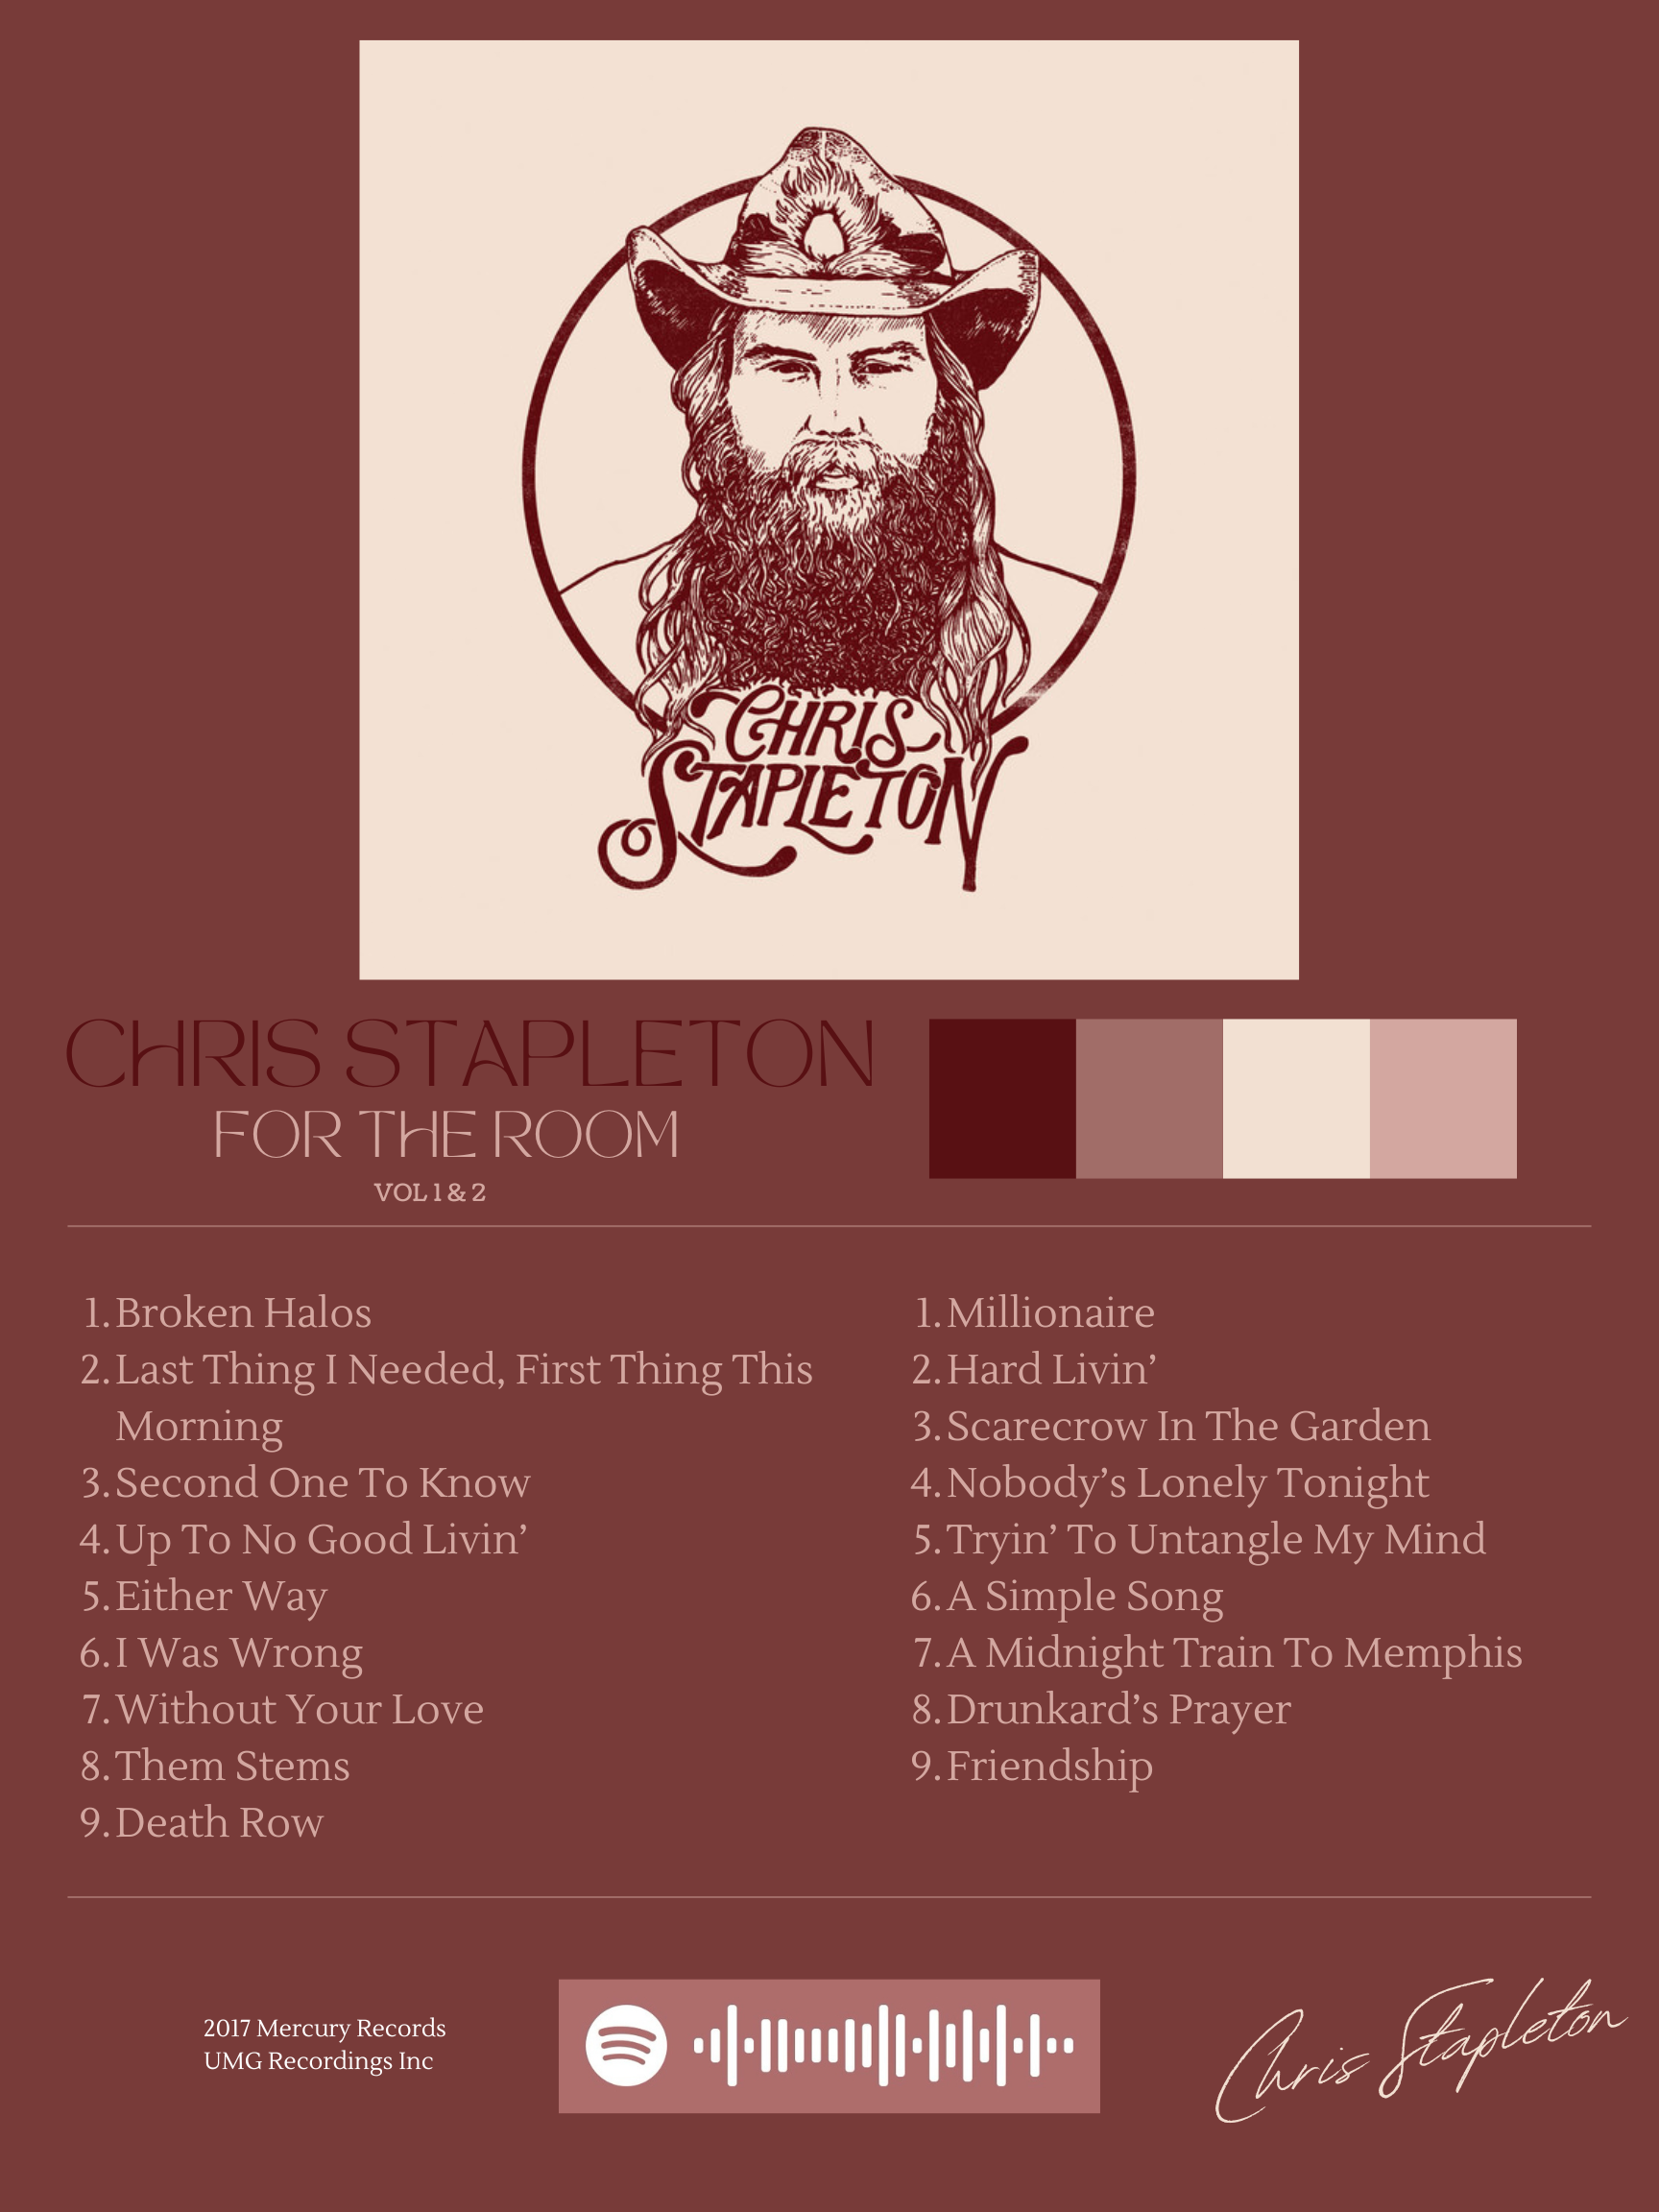 CHRIS
STAPLETON
CHRIS STAPLETON
FOR THE ROOM
VOL 1 & 2
1. Broken Halos
2. Last Thing I Needed, First Thing This
Morning
3. Second One To Know
4. Up To No Good Livin’
5. Either Way
6. I Was Wrong
7. Without Your Love
8. Them Stems
9. Death Row
1. Millionaire
2. Hard Livin’
3. Scarecrow In The Garden
4. Nobody’s Lonely Tonight
5. Tryin’ To Untangle My Mind
6. A Simple Song
7. A Midnight Train To Memphis
8. Drunkard’s Prayer
9. Friendship
2017 Mercury Records
UMG Recordings Inc
Chris Stapleton